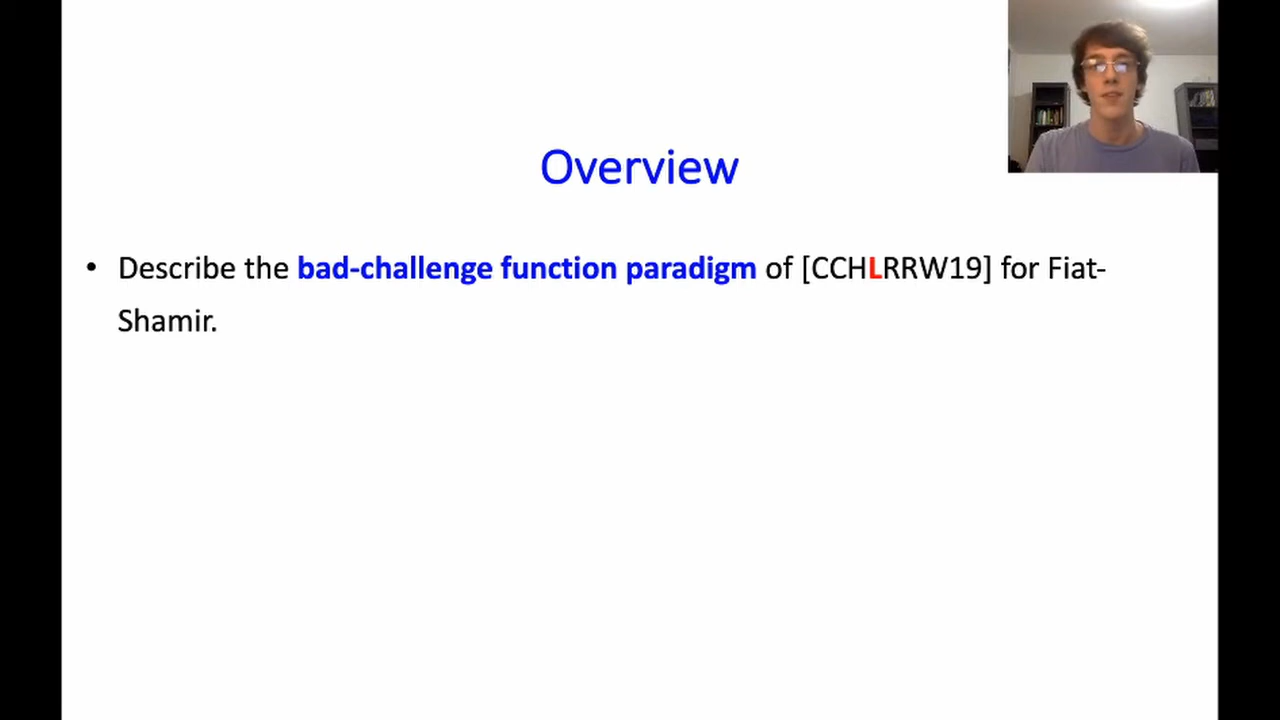 Overview
• Describe the bad-challenge function paradigm of [CCHLRRW19] for Fiat-
Shamir.